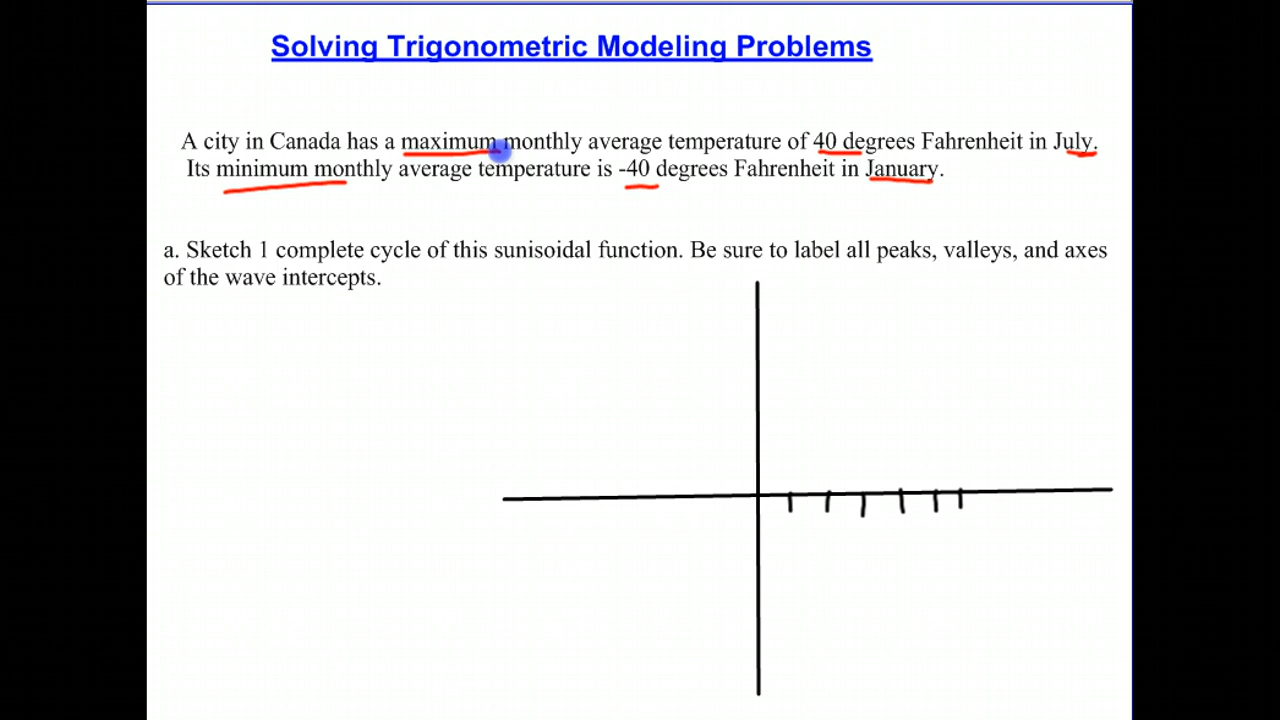 Solving Trigonometric Modeling Problems
A city in Canada has a maximum monthly average temperature of 40 degrees Fahrenheit in July.
Its minimum monthly average temperature is -40 degrees Fahrenheit in January.
a. Sketch 1 complete cycle of this sunisoidal function. Be sure to label all peaks, valleys, and axes
of the wave intercepts.